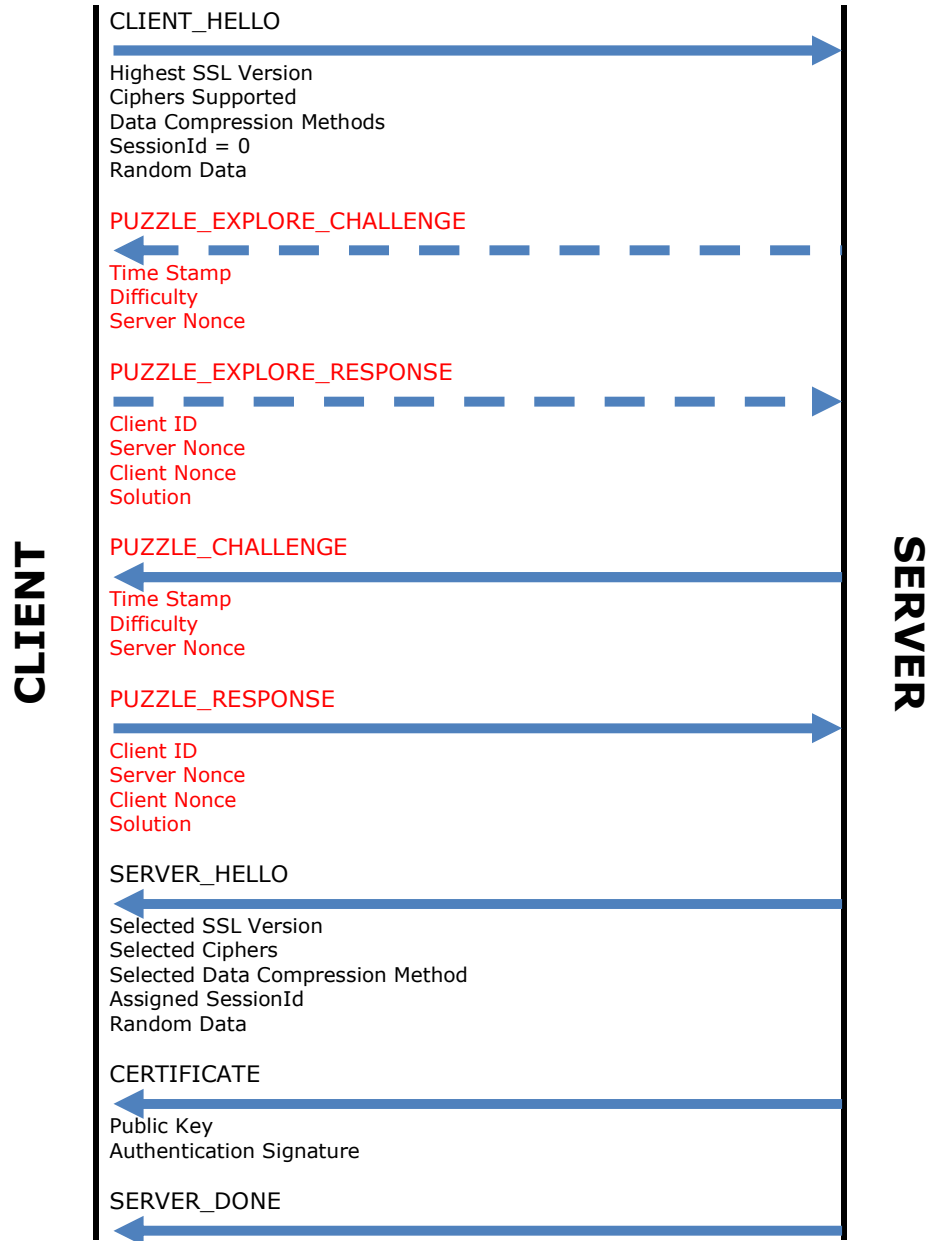 CLIENT_HELLO
Highest SSL Version
Ciphers Supported
Data Compression Methods
SessionId = 0
Random Data
PUZZLE_EXPLORE_CHALLENGE
Time Stamp
Difficulty
Server Nonce
PUZZLE_EXPLORE_RESPONSE
Client ID
Server Nonce
Client Nonce
Solution
PUZZLE_CHALLENGE
Time Stamp
Difficulty
Server Nonce
PUZZLE_RESPONSE
Client ID
Server Nonce
Client Nonce
Solution
SERVER_HELLO
Selected SSL Version
Selected Ciphers
Selected Data Compression Method
Assigned SessionId
Random Data
CERTIFICATE
Public Key
Authentication Signature
SERVER_DONE
CLIENT
SERVER